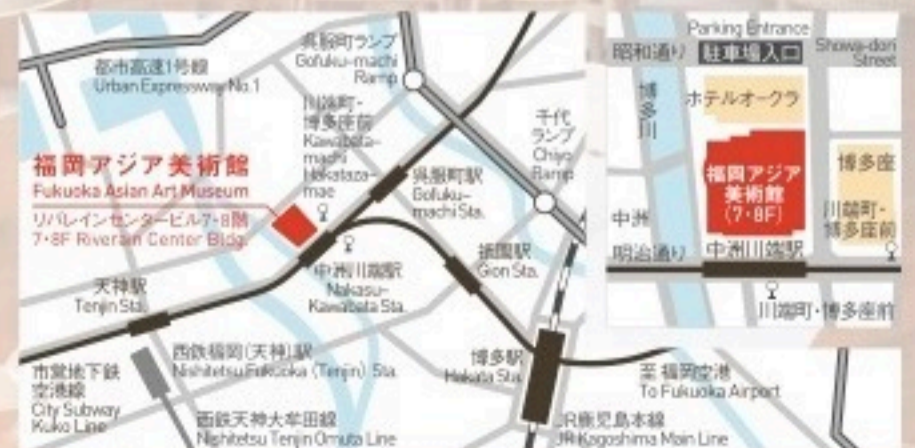 都市高速1号線
Urban Expressway No.1
呉服町ランプ
Gofuku-machi
Ramp
川端町・
博多座前
Kawabata-
machi
Hakataza-
mae
千代
ランプ
Chiyo
Ramp
福岡アジア美術館
Fukuoka Asian Art Museum
リバレインセンタービル7・8階
7・8F Riverain Center Bldg.
呉服町駅
Gofuku-
machi Sta.
中洲川端駅
Nakasu-
Kawabata Sta.
祇園駅
Gion Sta.
天神駅
Tenjin Sta.
市営地下鉄
空港線
City Subway
Kuko Line
西鉄福岡(天神)駅
Nishitetsu Fukuoka (Tenjin) Sta.
西鉄天神大牟田線
Nishitetsu Tenjin Omuta Line
博多駅
Hakata Sta.
至 福岡空港
To Fukuoka Airport
JR鹿児島本線
JR Kagoshima Main Line
Parking Entrance
駐車場入口
昭和通り
Showa-dori
Street
博多川
ホテルオークラ
福岡アジア
美術館
(7・8F)
博多座
川端町・
博多座前
中洲
明治通り
中洲川端駅
川端町・博多座前